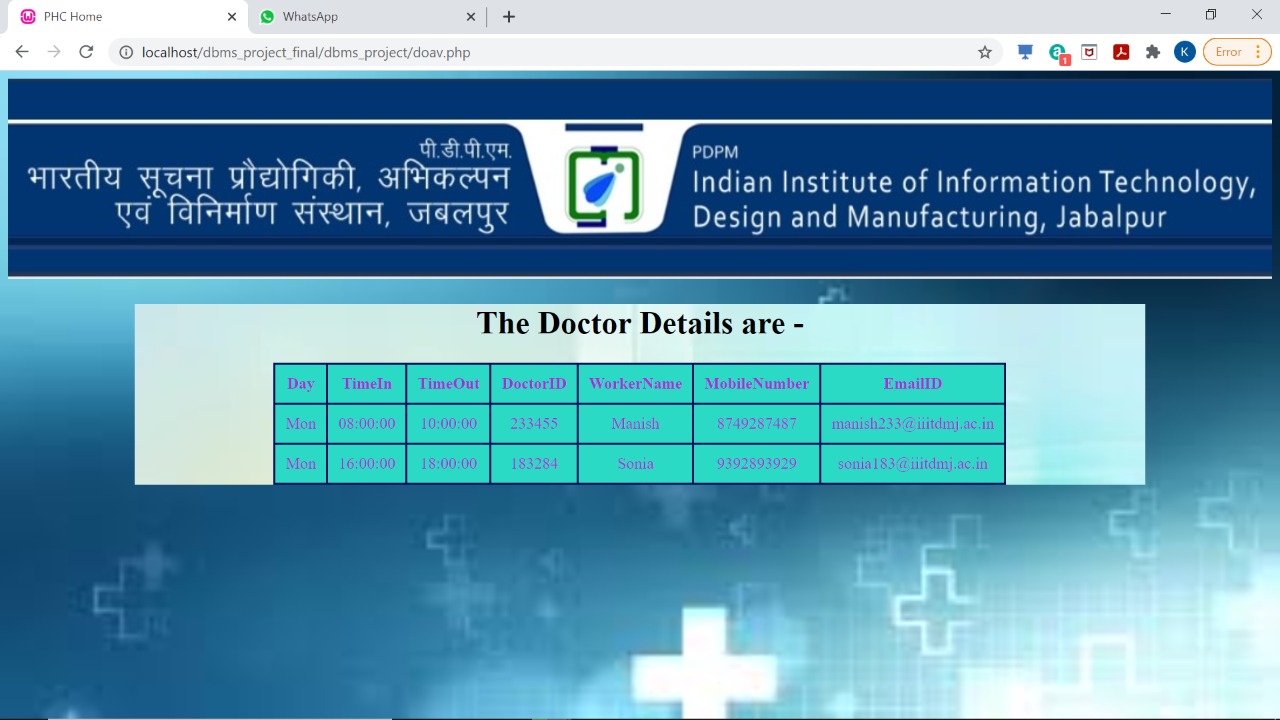 PHC Home
WhatsApp
localhost/dbms_project_final/dbms_project/doav.php
1
K
Error
पी.डी.पी.एम.
भारतीय सूचना प्रौद्योगिकी, अभिकल्पन
एवं विनिर्माण संस्थान, जबलपुर
PDPM
Indian Institute of Information Technology,
Design and Manufacturing, Jabalpur
The Doctor Details are -
Day TimeIn TimeOut DoctorID WorkerName MobileNumber EmailID
Mon 08:00:00 10:00:00 233455 Manish 8749287487 manish233@iiitdmj.ac.in
Mon 16:00:00 18:00:00 183284 Sonia 9392893929 sonia183@iiitdmj.ac.in